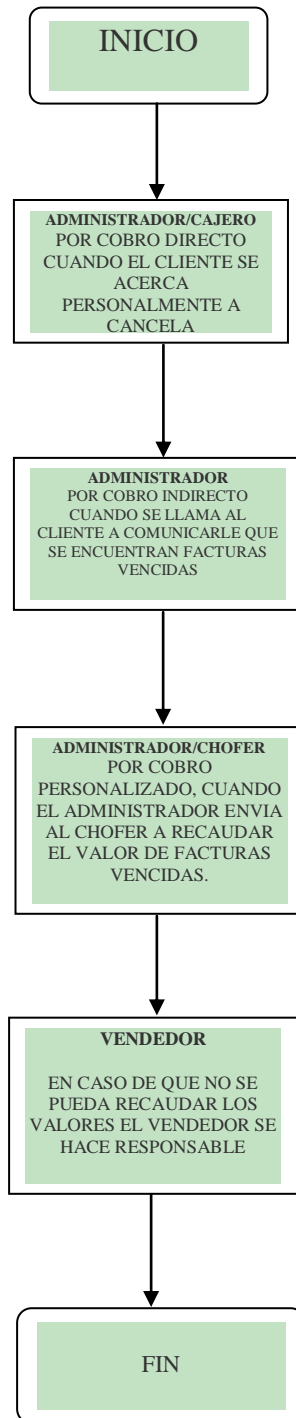 INICIO
ADMINISTRADOR/CAJERO
POR COBRO DIRECTO
CUANDO EL CLIENTE SE
ACERCA
PERSONALMENTE A
CANCELA
ADMINISTRADOR
POR COBRO INDIRECTO
CUANDO SE LLAMA AL
CLIENTE A COMUNICARLE QUE
SE ENCUENTRAN FACTURAS
VENCIDAS
ADMINISTRADOR/CHOFER
POR COBRO
PERSONALIZADO, CUANDO
EL ADMINISTRADOR ENVIA
AL CHOFER A RECAUDAR
EL VALOR DE FACTURAS
VENCIDAS.
VENDEDOR
EN CASO DE QUE NO SE
PUEDA RECAUDAR LOS
VALORES EL VENDEDOR SE
HACE RESPONSABLE
FIN